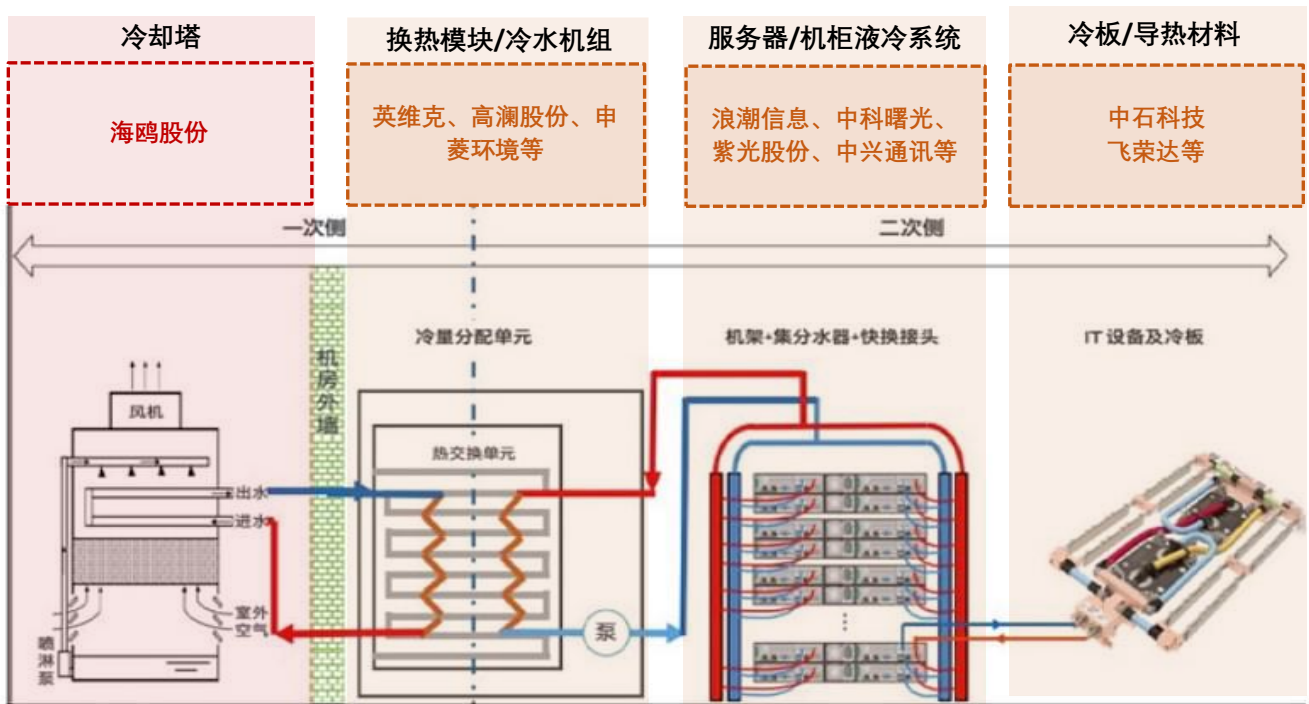 冷却塔
换热模块/冷水机组
服务器/机柜液冷系统
冷板/导热材料
海鸥股份
英维克、高澜股份、申
菱环境等
浪潮信息、中科曙光、
紫光股份、中兴通讯等
中石科技
飞荣达等
一次侧
二次侧
冷量分配单元
机架+集分水器+快换接头
IT 设备及冷板
机房外墙
风机
热交换单元
出水
进水
室外
空气
喷淋泵
泵